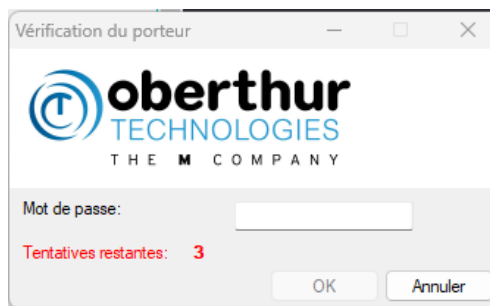 Vérification du porteur
oberthur
TECHNOLOGIES
THE M COMPANY
Mot de passe:
Tentatives restantes: 3
OK Annuler